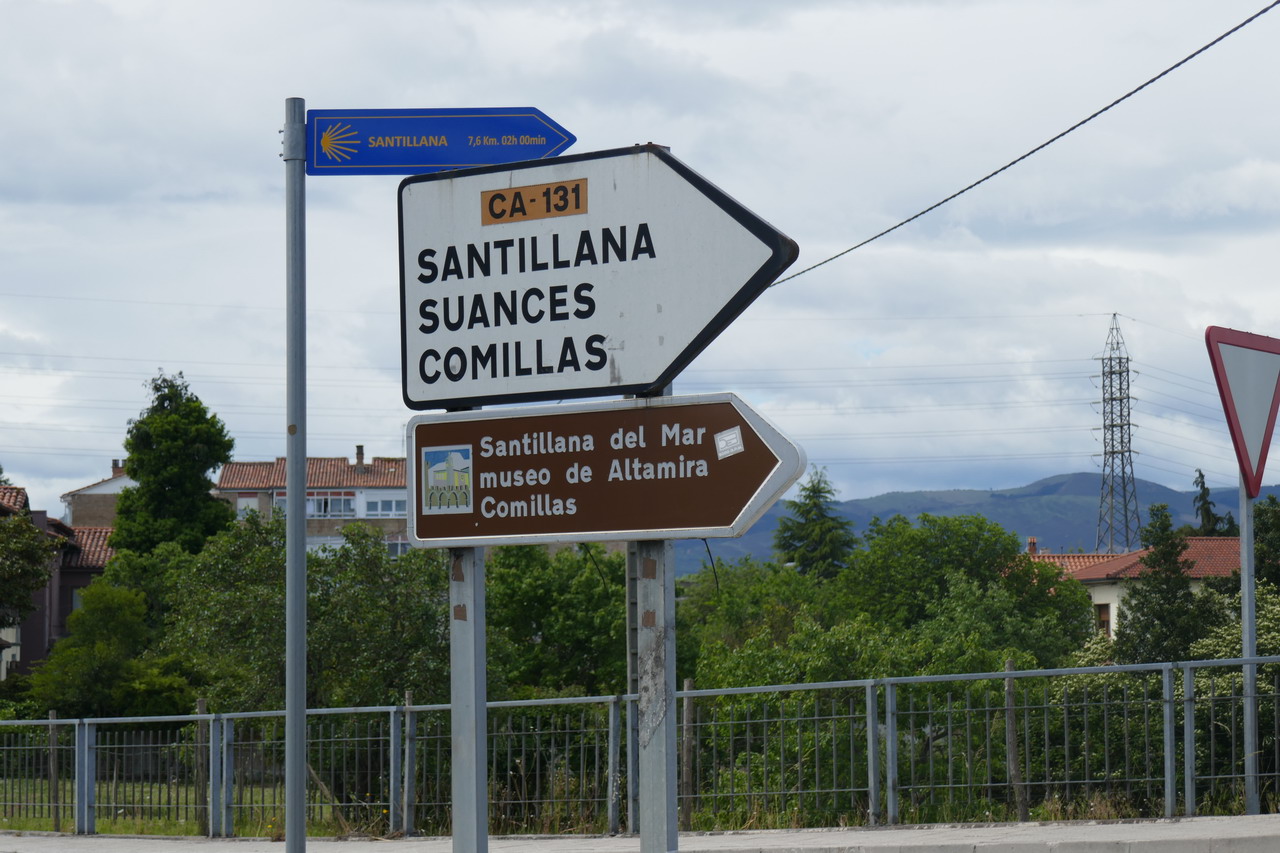 SANTILLANA 7,6 Km. 02h 00min
CA-131
SANTILLANA
SUANCES
COMILLAS
Santillana del Mar
museo de Altamira
Comillas